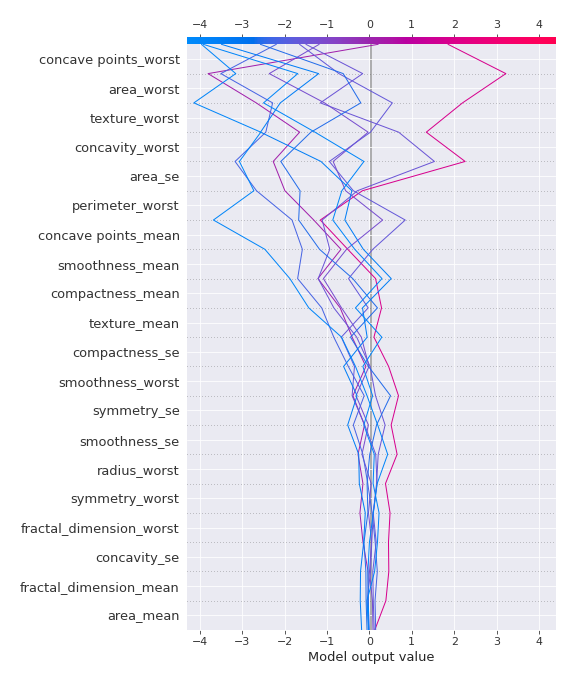 −4 −3 −2 −1 0 1 2 3 4
concave points_worst
area_worst
texture_worst
concavity_worst
area_se
perimeter_worst
concave points_mean
smoothness_mean
compactness_mean
texture_mean
compactness_se
smoothness_worst
symmetry_se
smoothness_se
radius_worst
symmetry_worst
fractal_dimension_worst
concavity_se
fractal_dimension_mean
area_mean
−4 −3 −2 −1 0 1 2 3 4
Model output value